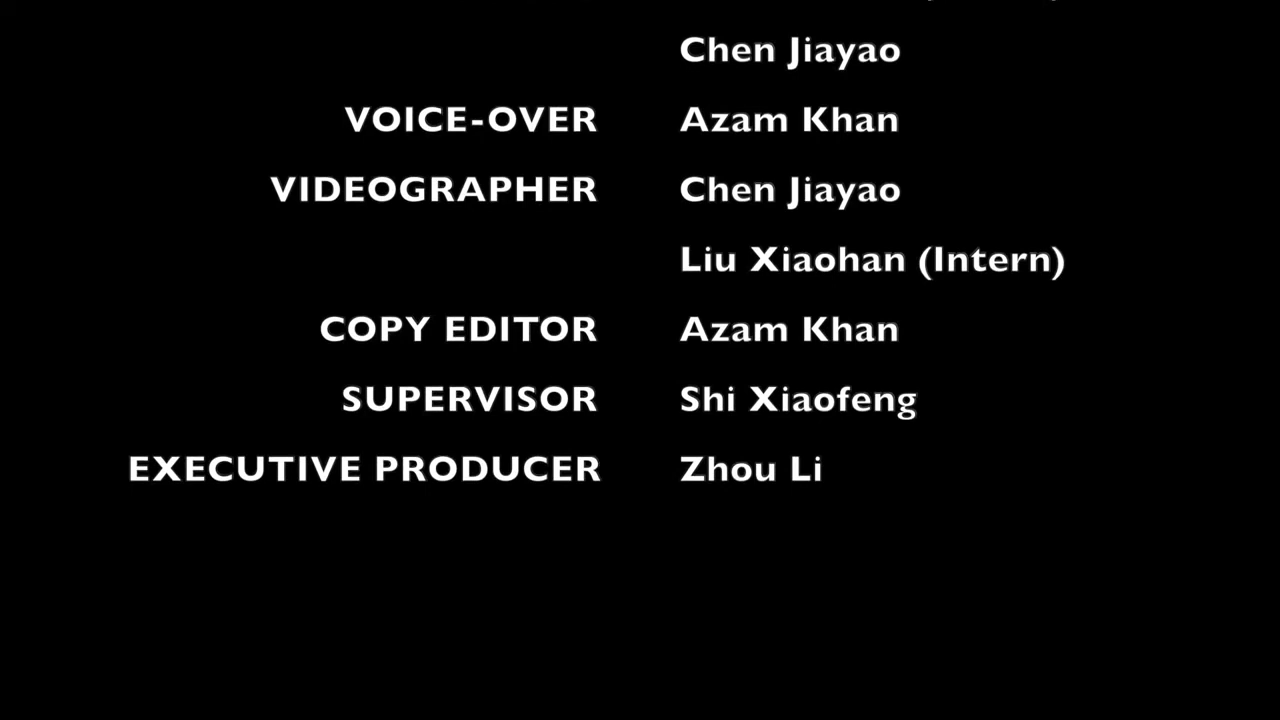 Chen Jiayao
VOICE-OVER Azam Khan
VIDEOGRAPHER Chen Jiayao
Liu Xiaohan (Intern)
COPY EDITOR Azam Khan
SUPERVISOR Shi Xiaofeng
EXECUTIVE PRODUCER Zhou Li